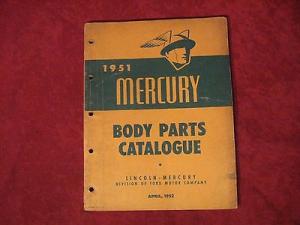 1951
MERCURY
BODY PARTS
CATALOGUE
LINCOLN-MERCURY
DIVISION OF FORD MOTOR COMPANY
APRIL, 1952